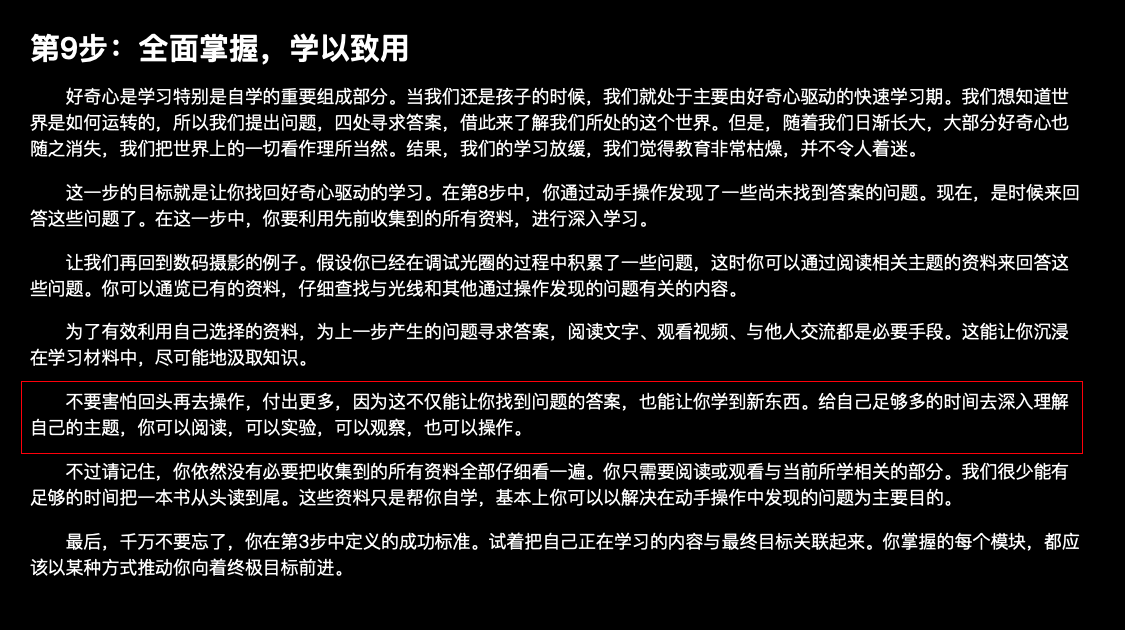 第9步：全面掌握，学以致用
好奇心是学习特别是自学的重要组成部分。当我们还是孩子的时候，我们就处于主要由好奇心驱动的快速学习期。我们想知道世
界是如何运转的，所以我们提出问题，四处寻求答案，借此来了解我们所处的这个世界。但是，随着我们日渐长大，大部分好奇心也
随之消失，我们把世界上的一切看作理所当然。结果，我们的学习放缓，我们觉得教育非常枯燥，并不令人着迷。
这一步的目标就是让你找回好奇心驱动的学习。在第8步中，你通过动手操作发现了一些尚未找到答案的问题。现在，是时候来回
答这些问题了。在这一步中，你要利用先前收集到的所有资料，进行深入学习。
让我们再回到数码摄影的例子。假设你已经在调试光圈的过程中积累了一些问题，这时你可以通过阅读相关主题的资料来回答这
些问题。你可以通览已有的资料，仔细查找与光线和其他通过操作发现的问题有关的内容。
为了有效利用自己选择的资料，为上一步产生的问题寻求答案，阅读文字、观看视频、与他人交流都是必要手段。这能让你沉浸
在学习材料中，尽可能地汲取知识。
不要害怕回头再去操作，付出更多，因为这不仅能让你找到问题的答案，也能让你学到新东西。给自己足够多的时间去深入理解
自己的主题，你可以阅读，可以实验，可以观察，也可以操作。
不过请记住，你依然没有必要把收集到的所有资料全部仔细看一遍。你只需要阅读或观看与当前所学相关的部分。我们很少能有
足够的时间把一本书从头读到尾。这些资料只是帮你自学，基本上你可以以解决在动手操作中发现的问题为主要目的。
最后，千万不要忘了，你在第3步中定义的成功标准。试着把自己正在学习的内容与最终目标关联起来。你掌握的每个模块，都应
该以某种方式推动你向着终极目标前进。